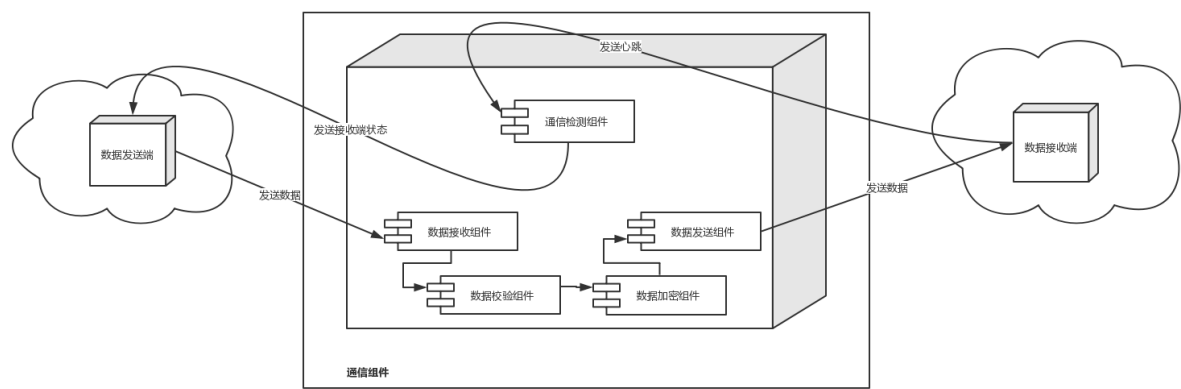 发送心跳
通信检测组件
发送接收端状态
数据发送端
数据接收端
发送数据
发送数据
数据接收组件
数据发送组件
数据校验组件
数据加密组件
通信组件